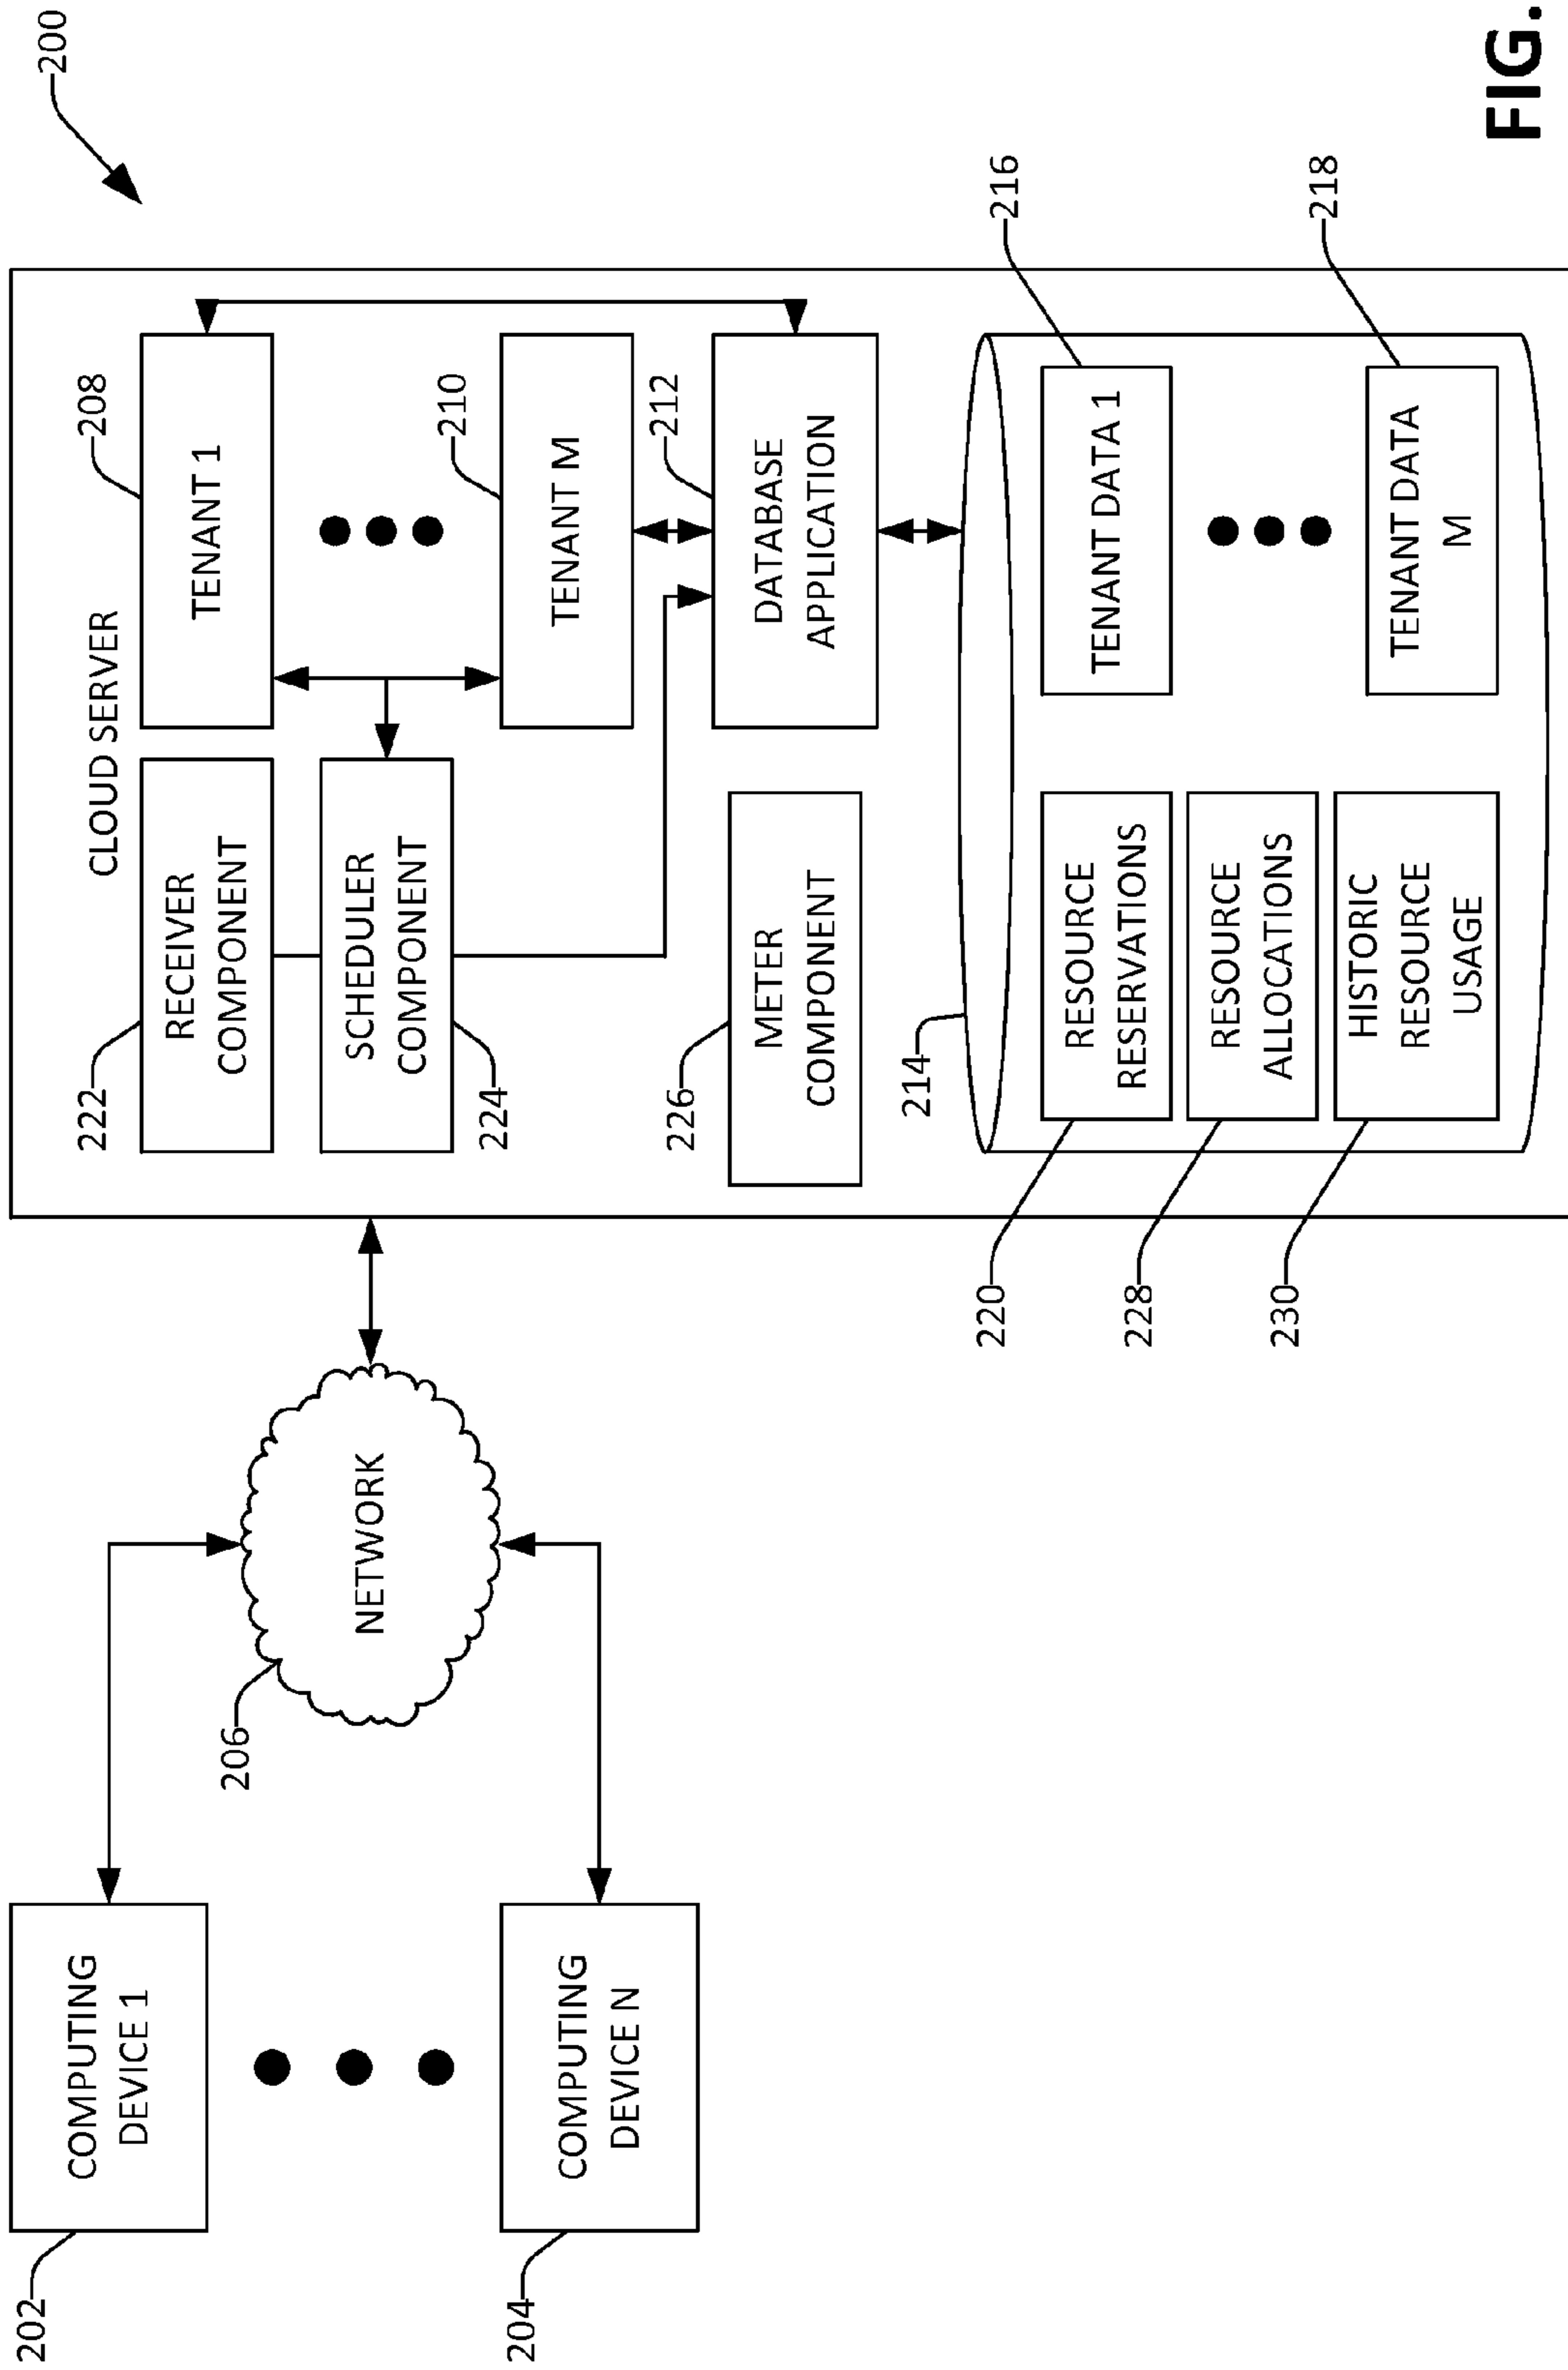 200
202
COMPUTING
DEVICE 1
204
COMPUTING
DEVICE N
206
NETWORK
CLOUD SERVER
222
RECEIVER
COMPONENT
208
TENANT 1
224
SCHEDULER
COMPONENT
210
TENANT M
226
METER
COMPONENT
212
DATABASE
APPLICATION
214
220
RESOURCE
RESERVATIONS
216
TENANT DATA 1
228
RESOURCE
ALLOCATIONS
230
HISTORIC
RESOURCE
USAGE
218
TENANT DATA
M
FIG.